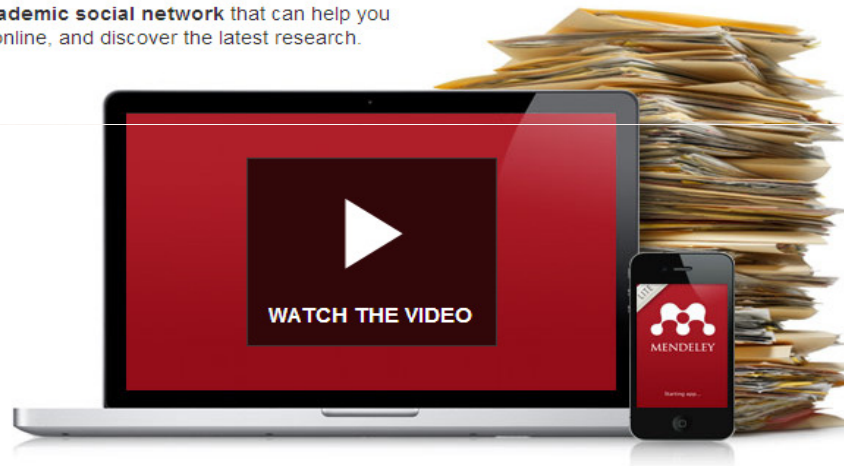 ademic social network that can help you
online, and discover the latest research.
WATCH THE VIDEO
LITE
MENDELEY
Starting app...